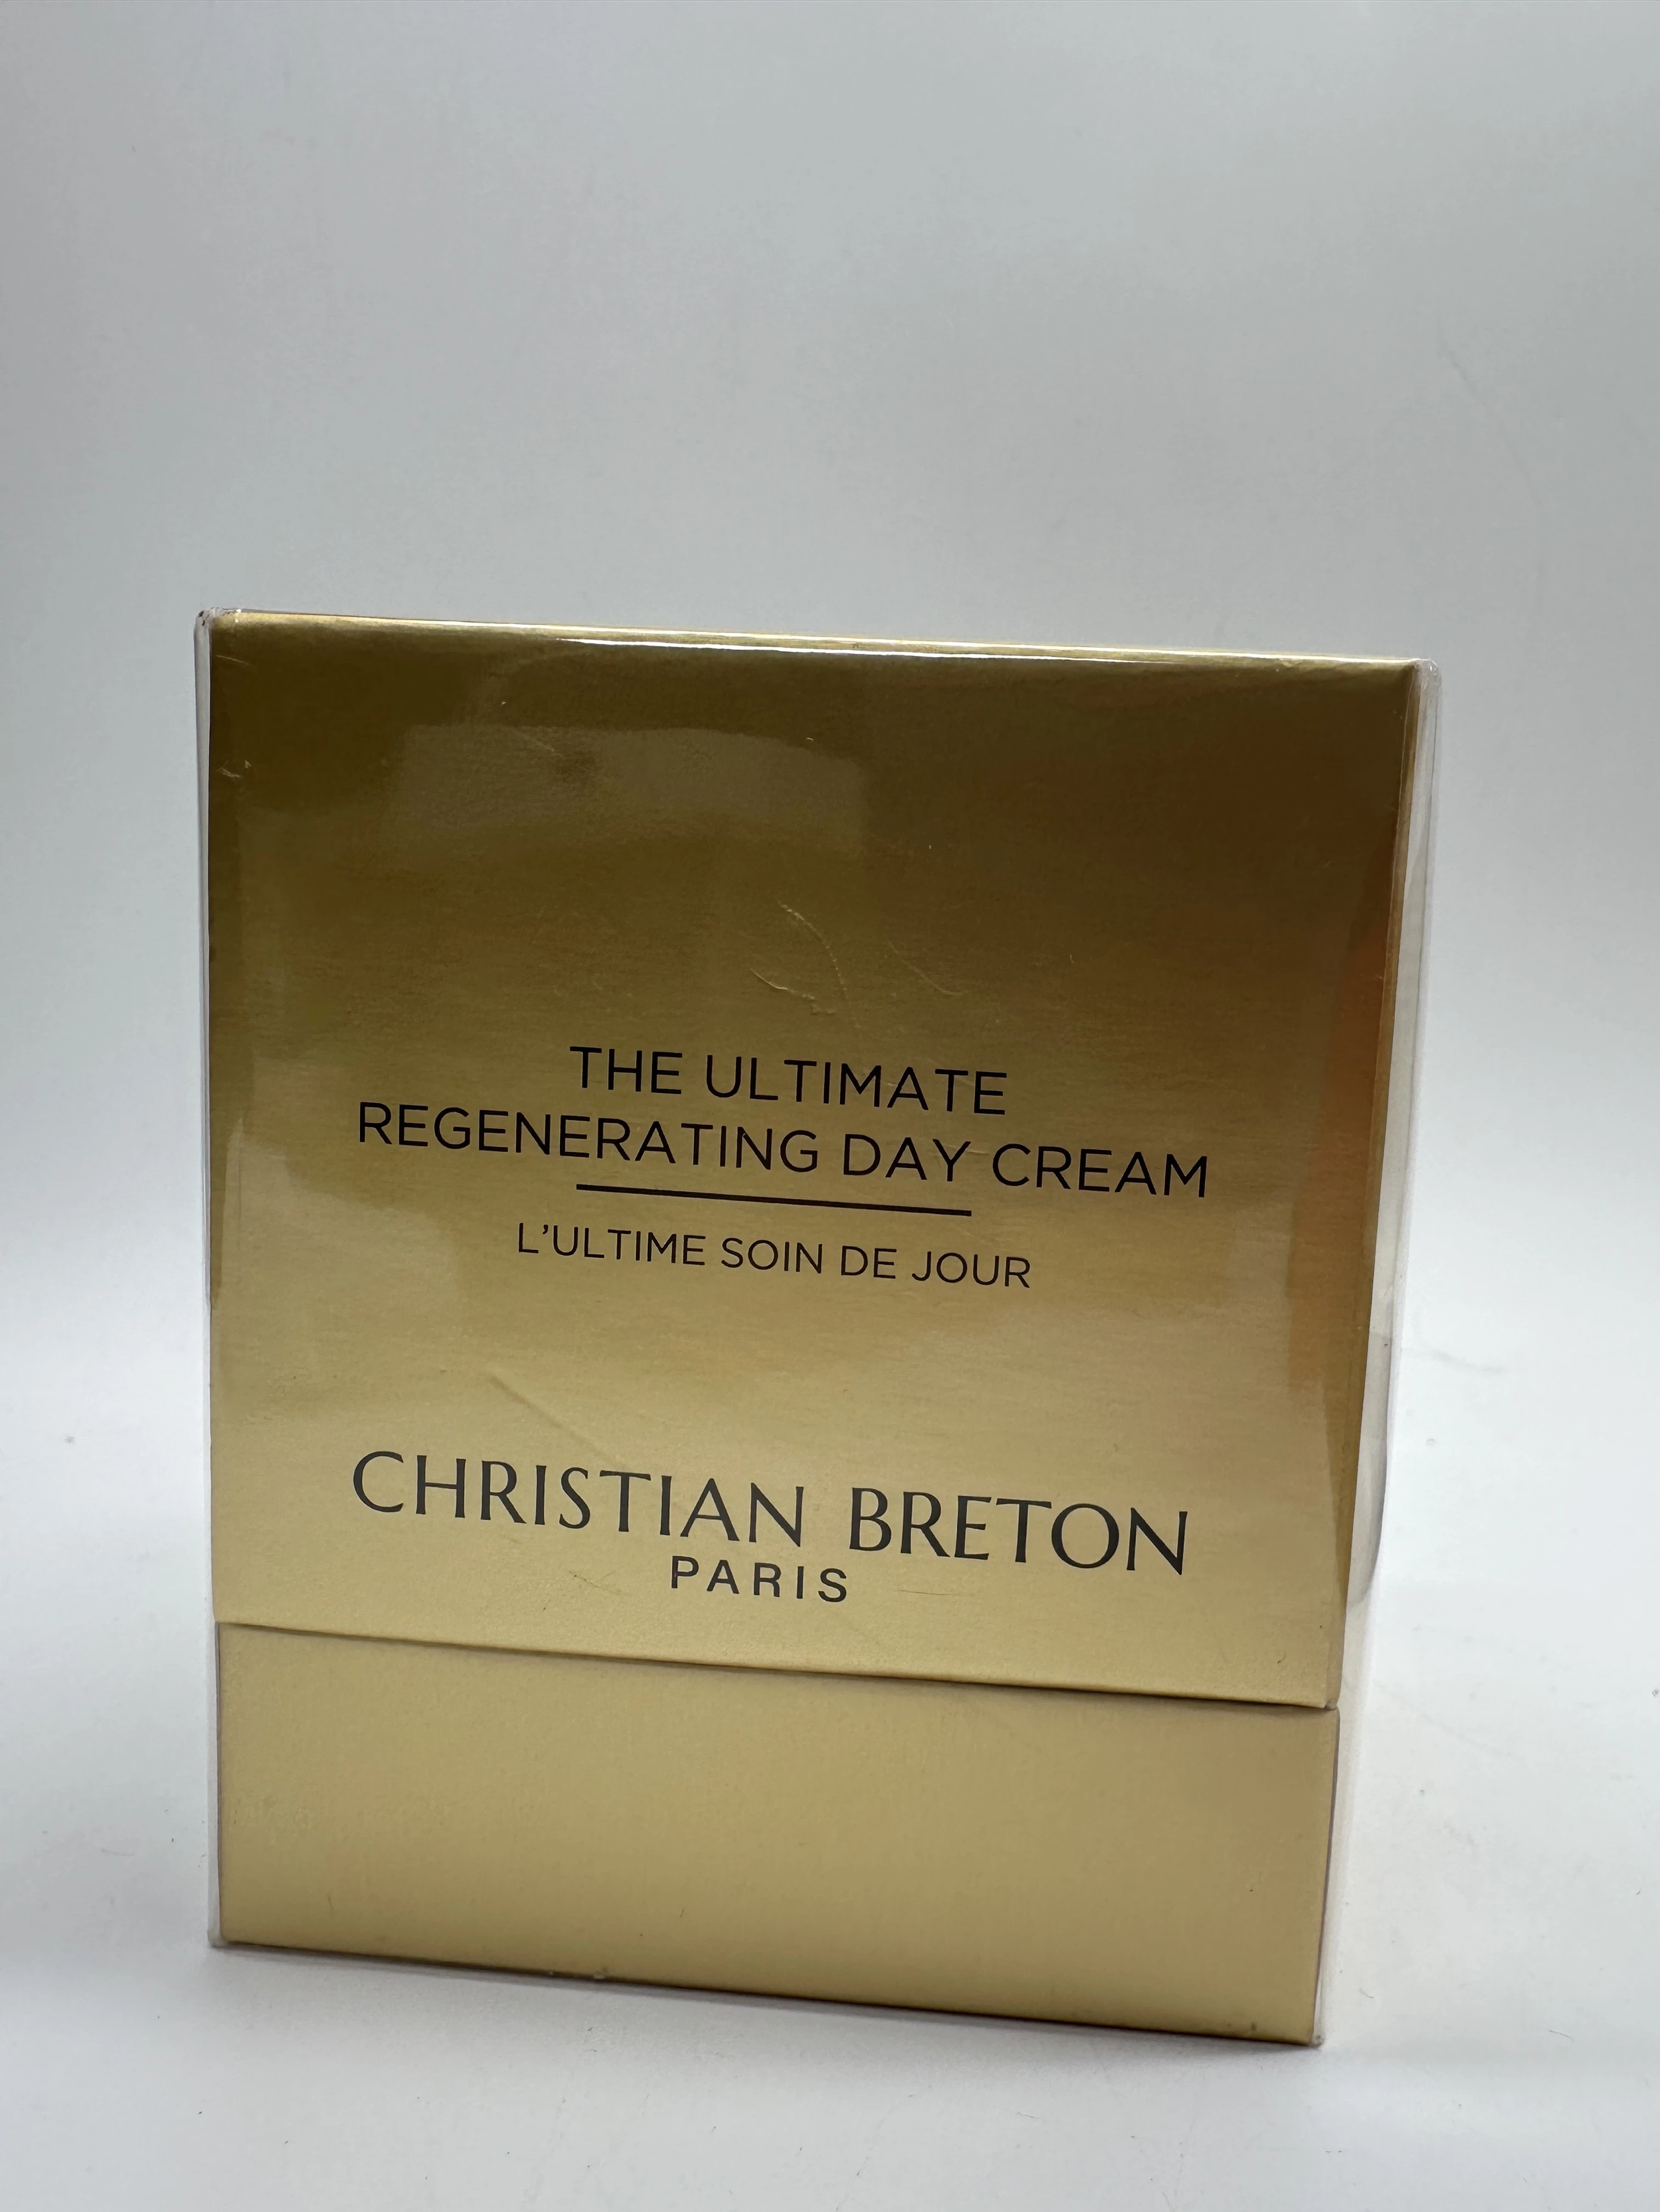 THE ULTIMATE
REGENERATING DAY CREAM
L'ULTIME SOIN DE JOUR
CHRISTIAN BRETON
PARIS